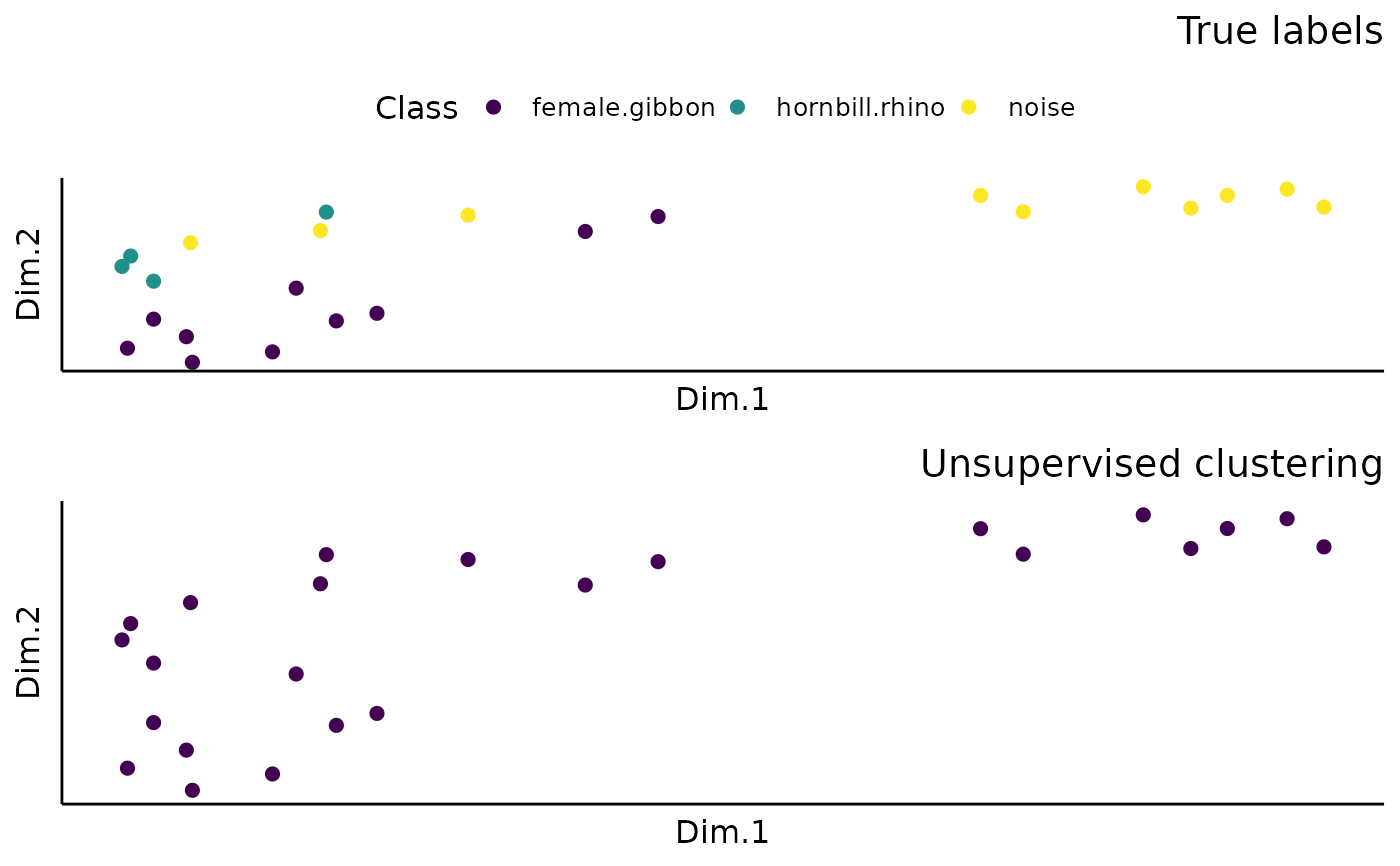 True labels
Class female.gibbon hornbill.rhino noise
Dim.2
Dim.1
Unsupervised clustering
Dim.2
Dim.1